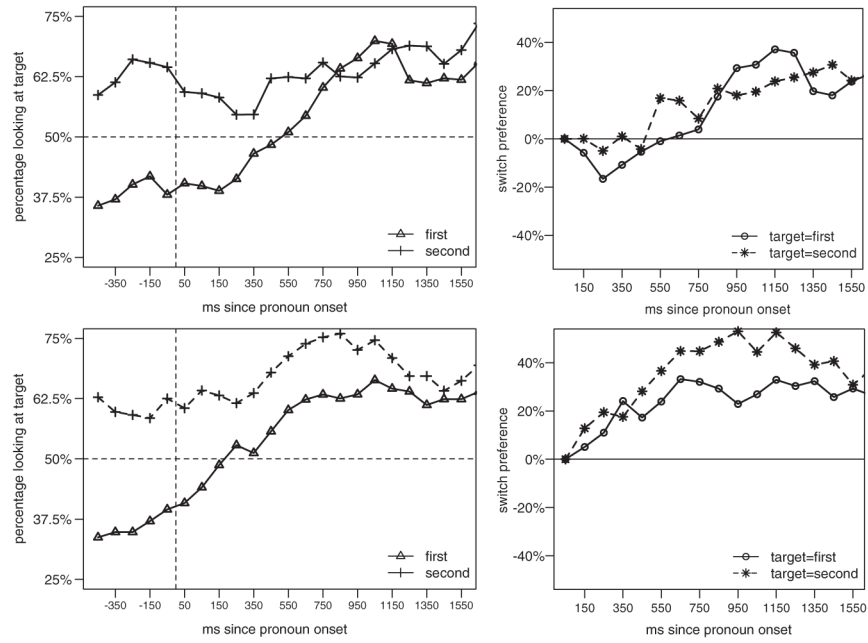 75%
62.5%
50%
37.5%
25%
percentage looking at target
-350 -150 50 150 350 550 750 950 1150 1350 1550
ms since pronoun onset
first
second
40%
20%
0%
-20%
-40%
switch preference
150 350 550 750 950 1150 1350 1550
ms since pronoun onset
target=first
target=second
75%
62.5%
50%
37.5%
25%
percentage looking at target
-350 -150 50 150 350 550 750 950 1150 1350 1550
ms since pronoun onset
first
second
40%
20%
0%
-20%
-40%
switch preference
150 350 550 750 950 1150 1350 1550
ms since pronoun onset
target=first
target=second